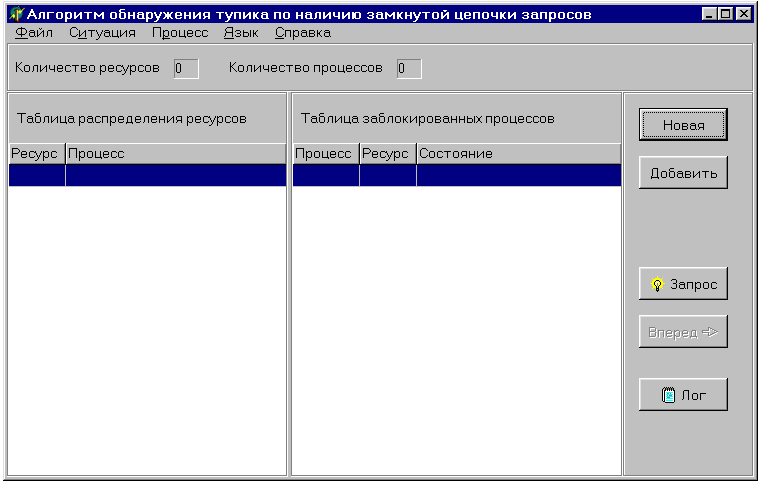 Алгоритм обнаружения тупика по наличию замкнутой цепочки запросов
Файл Ситуация Процесс Язык Справка
Количество ресурсов 0 Количество процессов 0
Таблица распределения ресурсов
Ресурс Процесс
Таблица заблокированных процессов
Процесс Ресурс Состояние
Новая
Добавить
Запрос
Вперед
Лог